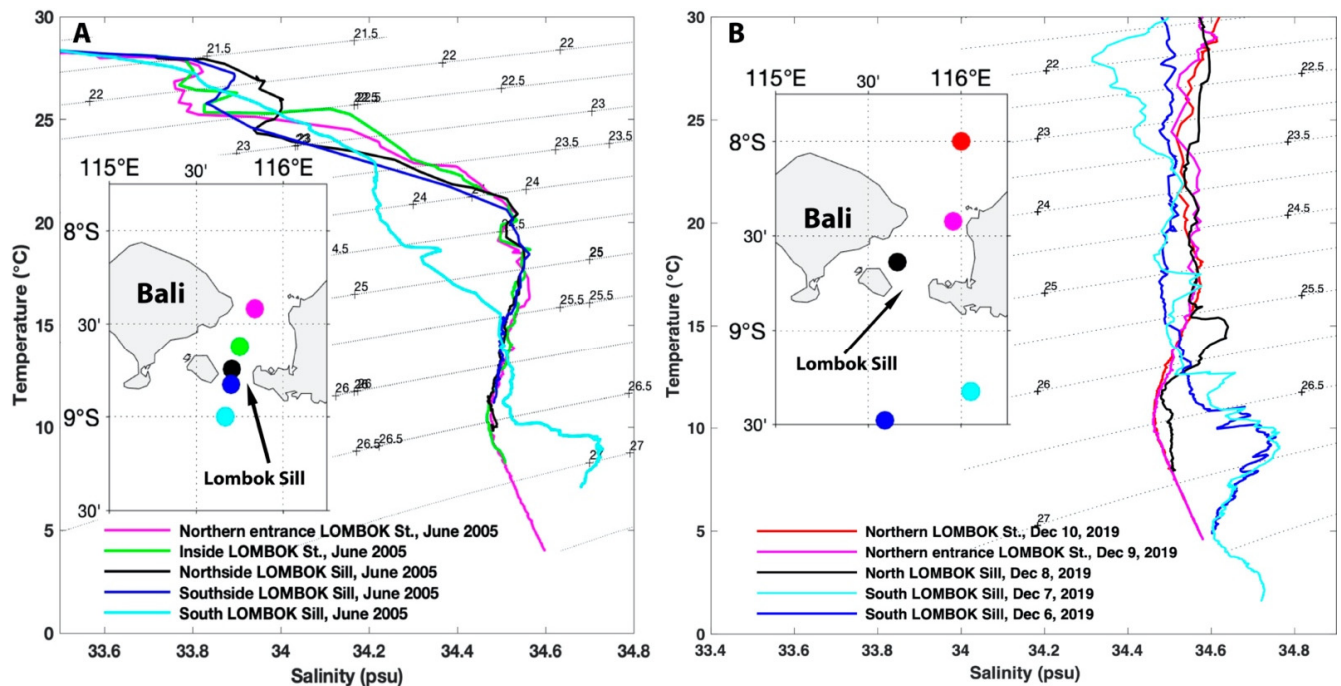 A
30
25
20
15
10
5
0
Temperature (°C)
33.6
33.8
34
34.2
34.4
34.6
34.8
Salinity (psu)
21.5
21.5
22
22
22.5
22.5
23
23
23.5
23.5
24
24
4.5
25
25
25.5
25.5
26.5
26.5
26.5
27
115°E
30'
116°E
8°S
30'
9°S
30'
Bali
Lombok Sill
Northern entrance LOMBOK St., June 2005
Inside LOMBOK St., June 2005
Northside LOMBOK Sill, June 2005
Southside LOMBOK Sill, June 2005
South LOMBOK Sill, June 2005
B
30
25
20
15
10
5
0
Temperature (°C)
33.4
33.6
33.8
34
34.2
34.4
34.6
34.8
Salinity (psu)
22
22.5
23
23.5
24
24.5
25
25.5
26
26.5
27
115°E
30'
116°E
8°S
30'
9°S
30'
Bali
Lombok Sill
Northern LOMBOK St., Dec 10, 2019
Northern entrance LOMBOK St., Dec 9, 2019
North LOMBOK Sill, Dec 8, 2019
South LOMBOK Sill, Dec 7, 2019
South LOMBOK Sill, Dec 6, 2019